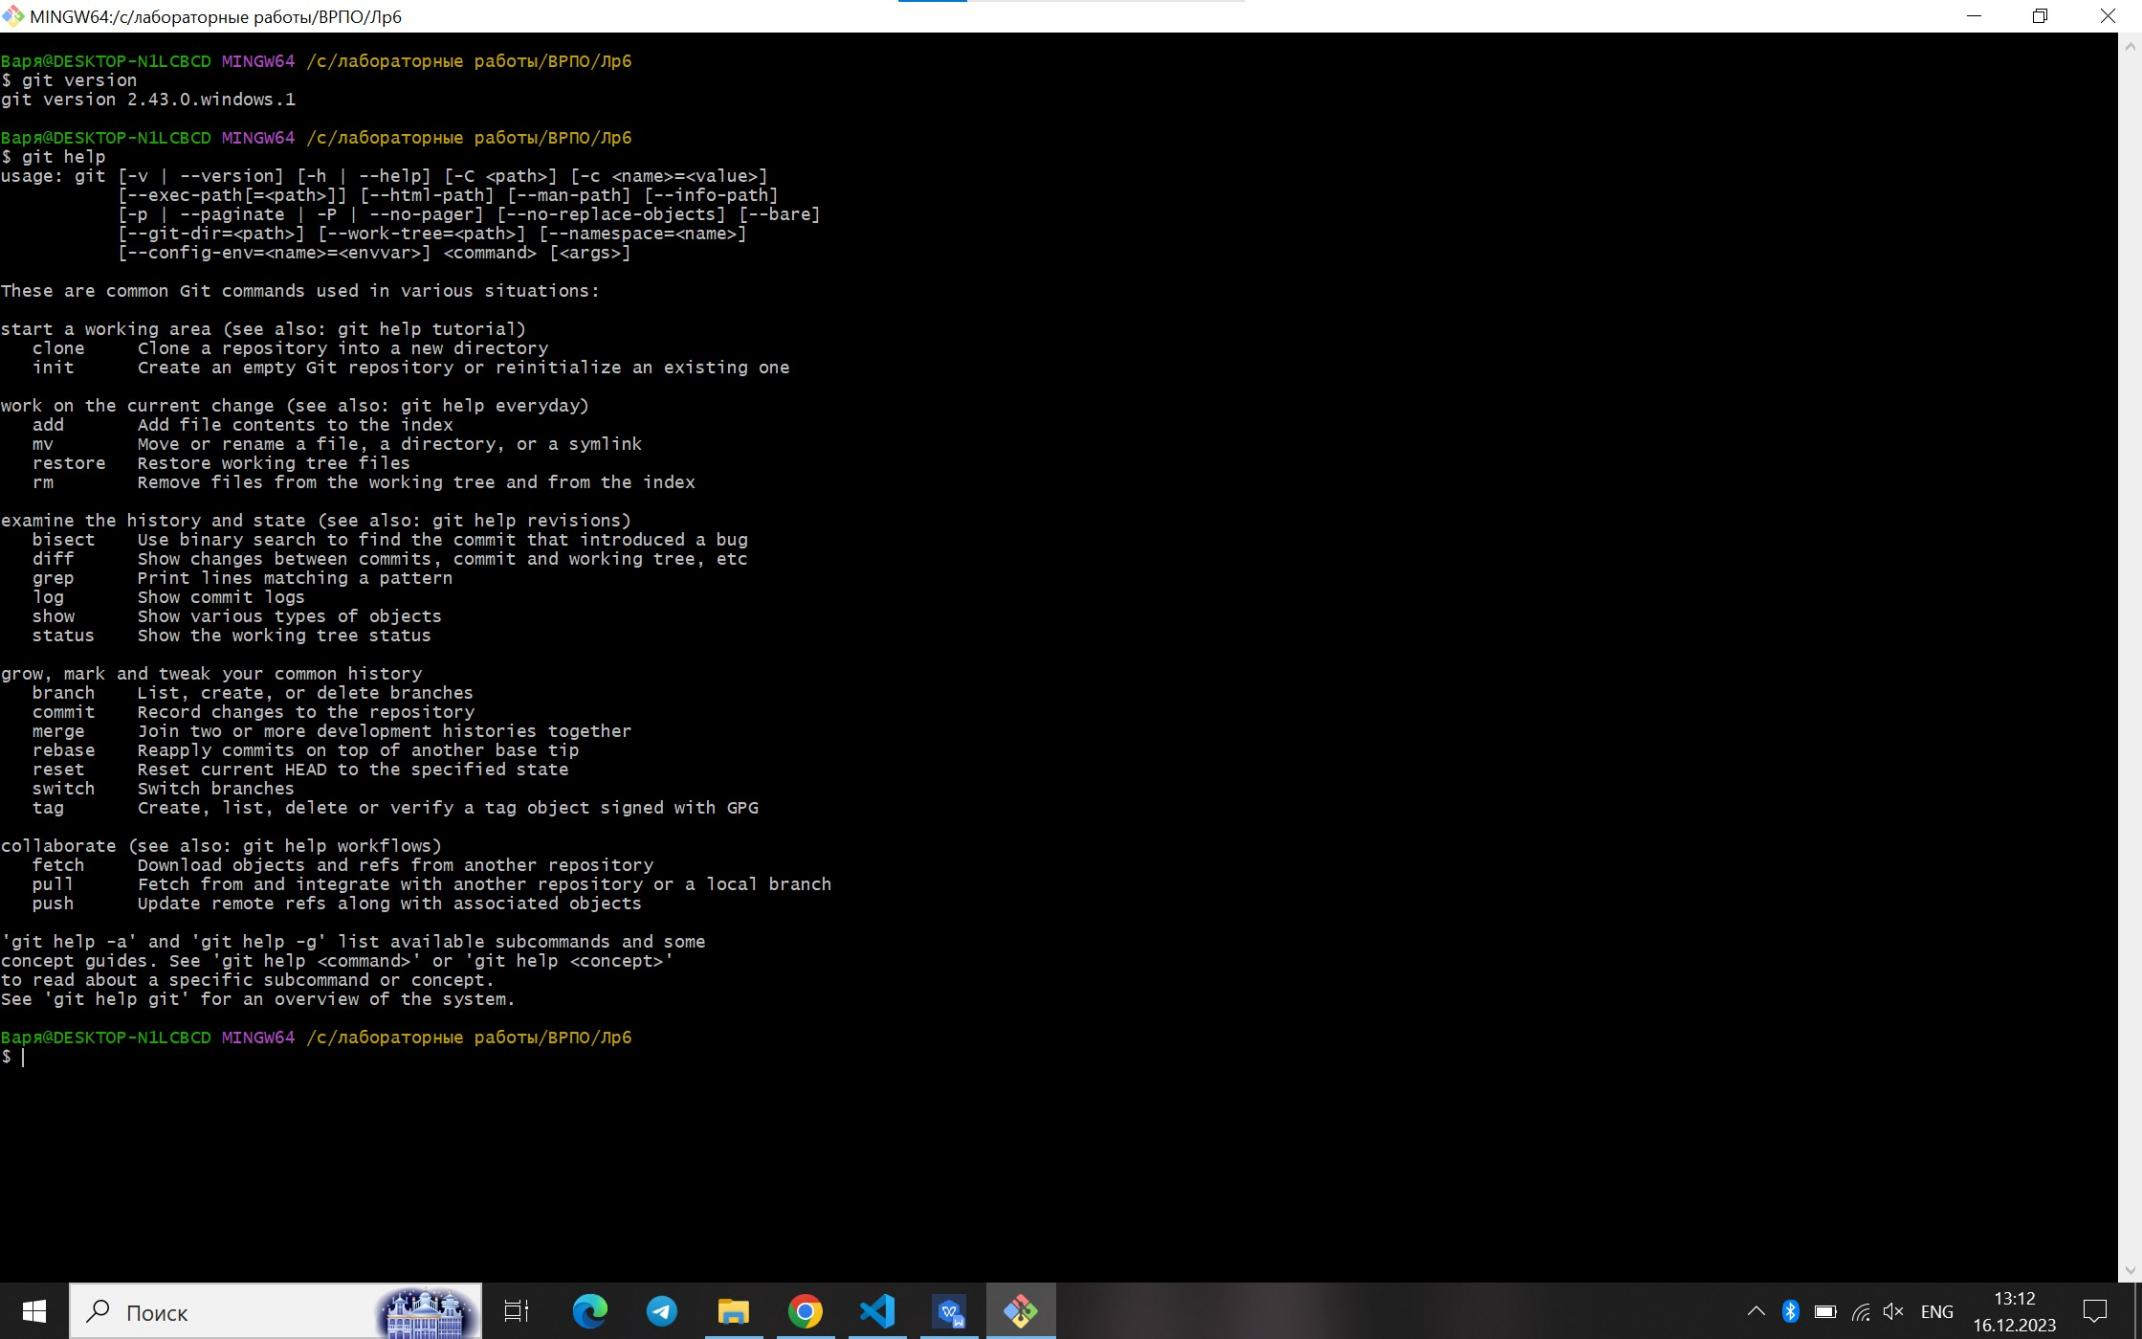 MINGW64:/c/лабораторные работы/ВРПО/Лр6
Варя@DESKTOP-N1LCBCD MINGW64 /c/лабораторные работы/ВРПО/Лр6
$ git version
git version 2.43.0.windows.1
Варя@DESKTOP-N1LCBCD MINGW64 /c/лабораторные работы/ВРПО/Лр6
$ git help
usage: git [-v | --version] [-h | --help] [-C <path>] [-c <name>=<value>]
           [--exec-path[=<path>]] [--html-path] [--man-path] [--info-path]
           [-p | --paginate | -P | --no-pager] [--no-replace-objects] [--bare]
           [--git-dir=<path>] [--work-tree=<path>] [--namespace=<name>]
           [--config-env=<name>=<envvar>] <command> [<args>]
These are common Git commands used in various situations:
start a working area (see also: git help tutorial)
   clone     Clone a repository into a new directory
   init      Create an empty Git repository or reinitialize an existing one
work on the current change (see also: git help everyday)
   add       Add file contents to the index
   mv        Move or rename a file, a directory, or a symlink
   restore   Restore working tree files
   rm        Remove files from the working tree and from the index
examine the history and state (see also: git help revisions)
   bisect    Use binary search to find the commit that introduced a bug
   diff      Show changes between commits, commit and working tree, etc
   grep      Print lines matching a pattern
   log       Show commit logs
   show      Show various types of objects
   status    Show the working tree status
grow, mark and tweak your common history
   branch    List, create, or delete branches
   commit    Record changes to the repository
   merge     Join two or more development histories together
   rebase    Reapply commits on top of another base tip
   reset     Reset current HEAD to the specified state
   switch    Switch branches
   tag       Create, list, delete or verify a tag object signed with GPG
collaborate (see also: git help workflows)
   fetch     Download objects and refs from another repository
   pull      Fetch from and integrate with another repository or a local branch
   push      Update remote refs along with associated objects
'git help -a' and 'git help -g' list available subcommands and some
concept guides. See 'git help <command>' or 'git help <concept>'
to read about a specific subcommand or concept.
See 'git help git' for an overview of the system.
Варя@DESKTOP-N1LCBCD MINGW64 /c/лабораторные работы/ВРПО/Лр6
$
Поиск
ENG
13:12
16.12.2023